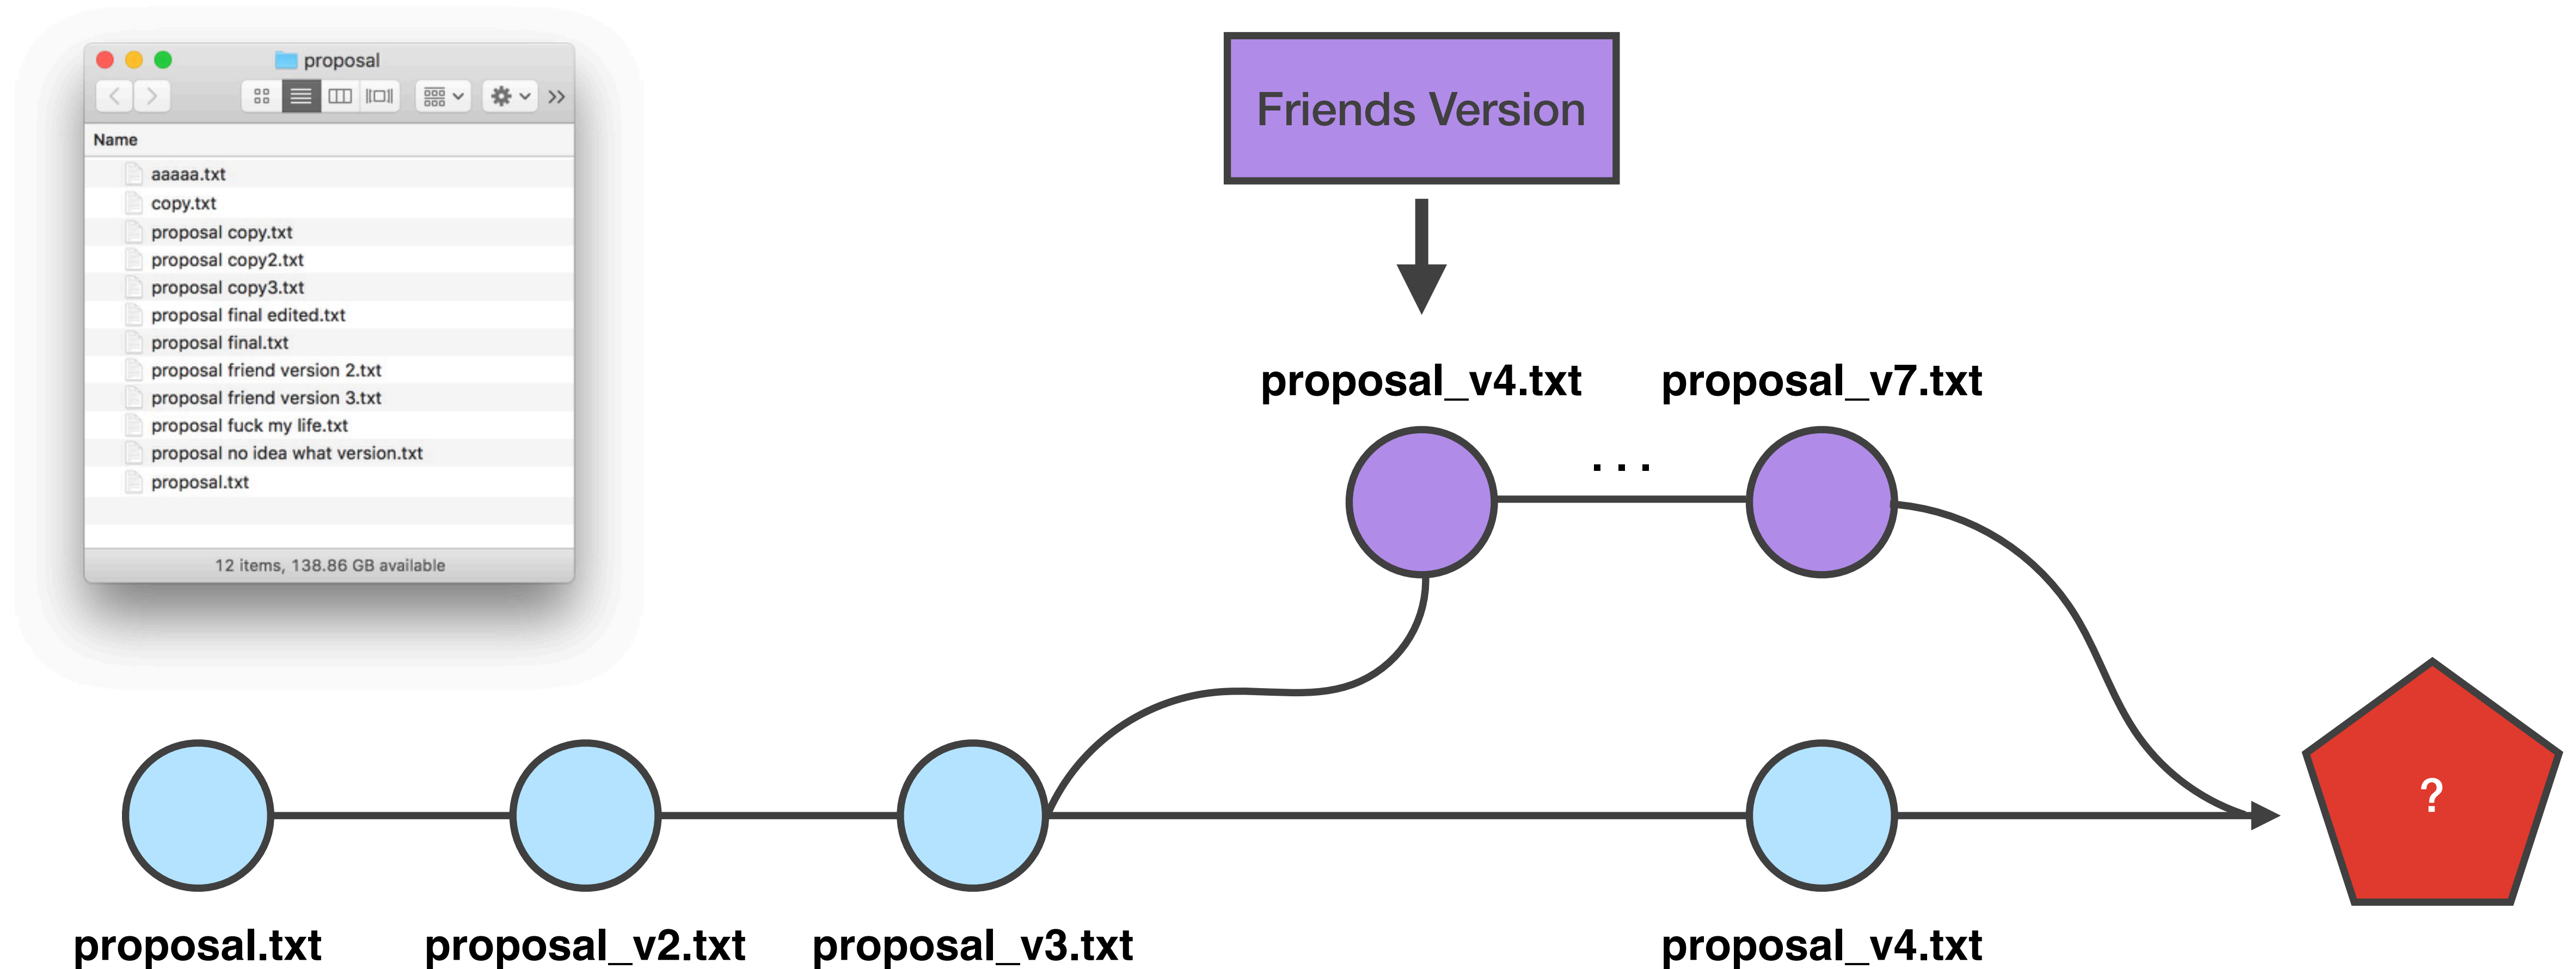 proposal
Name
aaaaa.txt
copy.txt
proposal copy.txt
proposal copy2.txt
proposal copy3.txt
proposal final edited.txt
proposal final.txt
proposal friend version 2.txt
proposal friend version 3.txt
proposal fuck my life.txt
proposal no idea what version.txt
proposal.txt
12 items, 138.86 GB available
Friends Version
proposal_v4.txt
proposal_v7.txt
. . .
?
proposal.txt
proposal_v2.txt
proposal_v3.txt
proposal_v4.txt